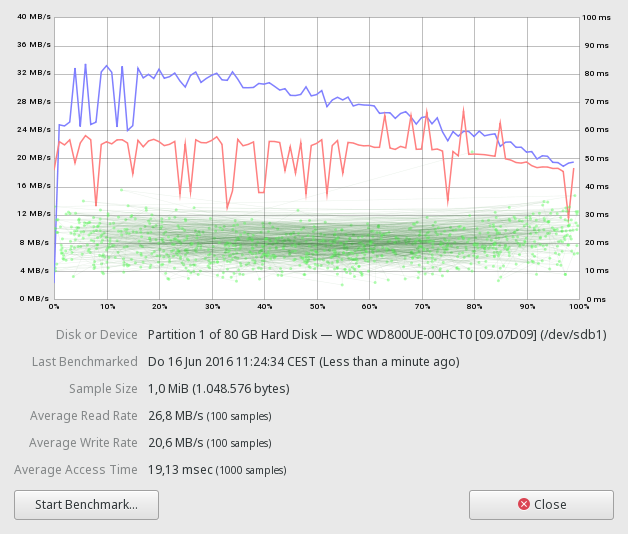 40 MB/s 100 ms
36 MB/s 90 ms
32 MB/s 80 ms
28 MB/s 70 ms
24 MB/s 60 ms
20 MB/s 50 ms
16 MB/s 40 ms
12 MB/s 30 ms
8 MB/s 20 ms
4 MB/s 10 ms
0 MB/s 0 ms
0% 10% 20% 30% 40% 50% 60% 70% 80% 90% 100%
Disk or Device Partition 1 of 80 GB Hard Disk — WDC WD800UE-00HCT0 [09.07D09] (/dev/sdb1)
Last Benchmarked Do 16 Jun 2016 11:24:34 CEST (Less than a minute ago)
Sample Size 1,0 MiB (1.048.576 bytes)
Average Read Rate 26,8 MB/s (100 samples)
Average Write Rate 20,6 MB/s (100 samples)
Average Access Time 19,13 msec (1000 samples)
Start Benchmark... Close